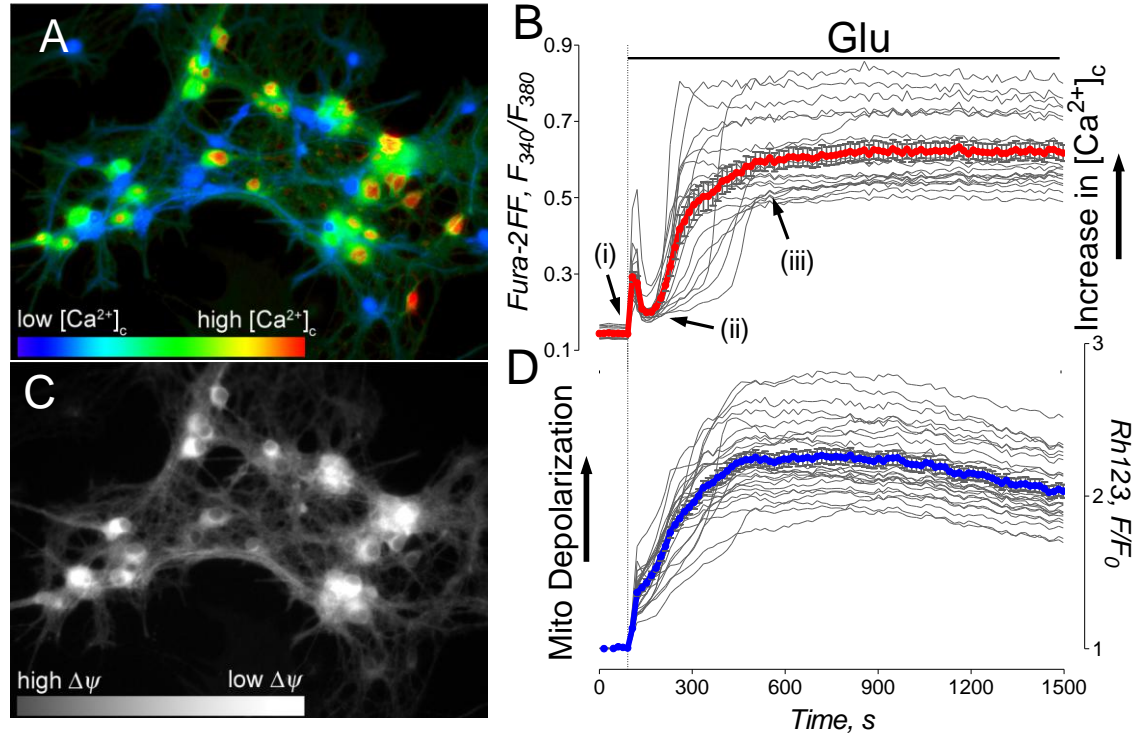 A
low [Ca²⁺]c
high [Ca²⁺]c
B
Glu
Fura-2FF, F340/F380
0.9
0.7
0.5
0.3
0.1
(i)
(ii)
(iii)
Increase in [Ca²⁺]c
C
high Δψ
low Δψ
D
Mito Depolarization
3
2
1
Rh123, F/F0
0
300
600
900
1200
1500
Time, s